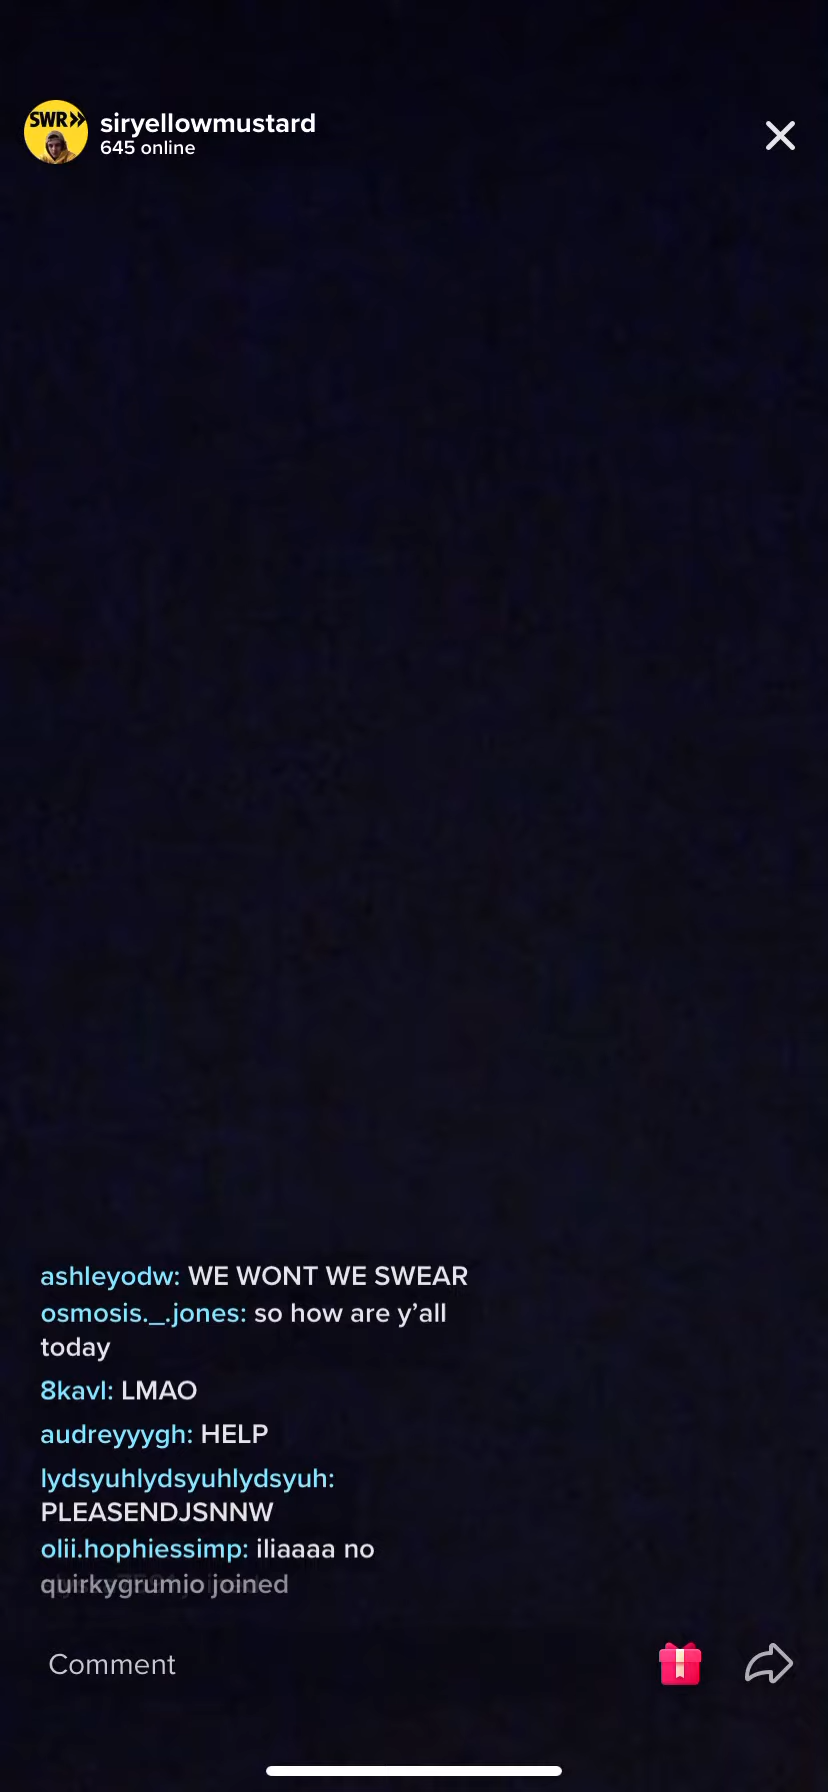 SWR
siryellowmustard
645 online
ashleyodw: WE WONT WE SWEAR
osmosis._.jones: so how are y’all
today
8kavl: LMAO
audreyyygh: HELP
lydsyuhlydsyuhlydsyuh:
PLEASENDJSNNW
olii.hophiessimp: iliaaaa no
quirkygrumio joined
Comment